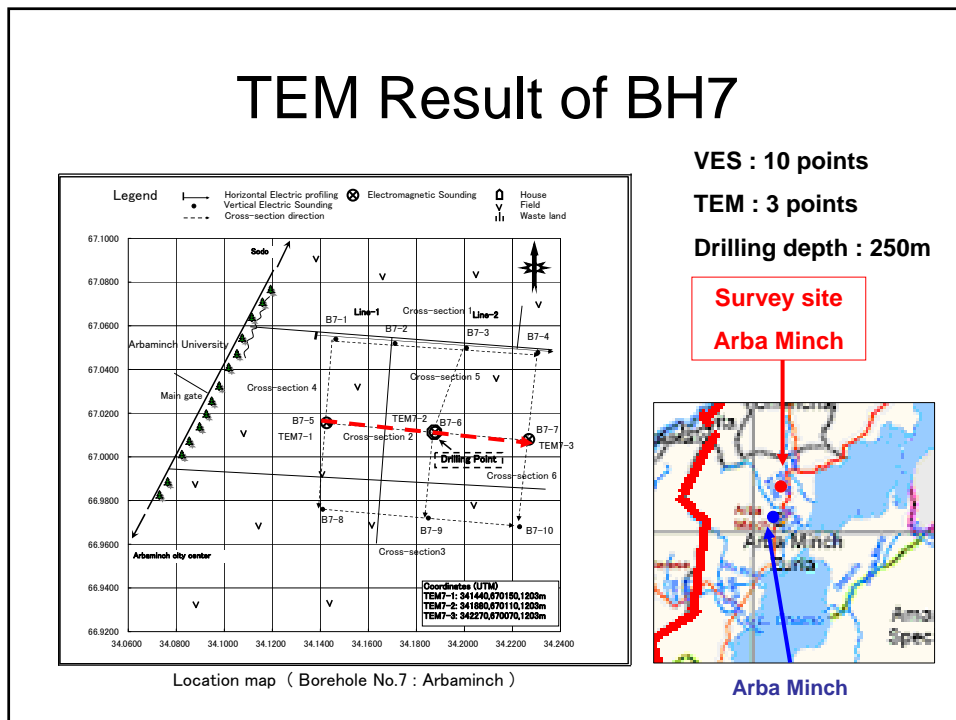 TEM Result of BH7
VES : 10 points
TEM : 3 points
Drilling depth : 250m
Survey site
Arba Minch
Legend
Horizontal Electric profiling
Electromagnetic Sounding
House
Vertical Electric Sounding
Field
Cross-section direction
Waste land
67.1000
67.0800
67.0600
67.0400
67.0200
67.0000
66.9800
66.9600
66.9400
66.9200
34.0600
34.0800
34.1000
34.1200
34.1400
34.1600
34.1800
34.2000
34.2200
34.2400
Sodo
Line-1
Cross-section 1
Line-2
B7-1
B7-2
B7-3
B7-4
Arbaminch University
Main gate
Cross-section 4
Cross-section 5
B7-5
TEM7-1
TEM7-2
B7-6
Cross-section 2
B7-7
TEM7-3
Drilling Point
Cross-section 6
B7-8
B7-9
B7-10
Cross-section3
Arbaminch city center
Coordinates (UTM)
TEM7-1: 341440,670150,1203m
TEM7-2: 341880,670110,1203m
TEM7-3: 342270,670070,1203m
Location map ( Borehole No.7 : Arbaminch )
Arba Minch
Zuria
Ama
Spec
Arba Minch